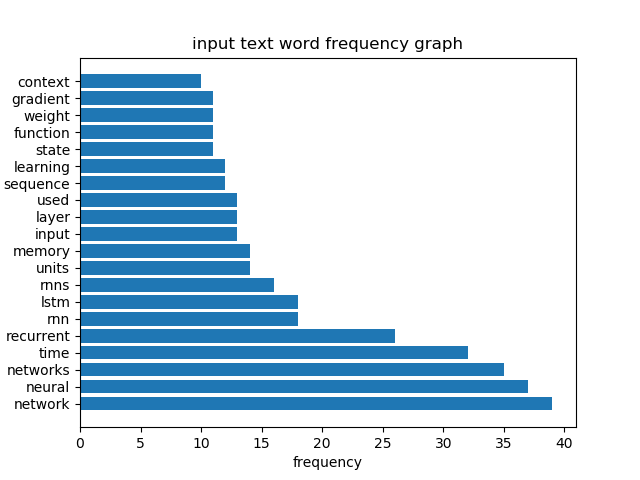 input text word frequency graph
context
gradient
weight
function
state
learning
sequence
used
layer
input
memory
units
rnns
lstm
rnn
recurrent
time
networks
neural
network
0 5 10 15 20 25 30 35 40
frequency